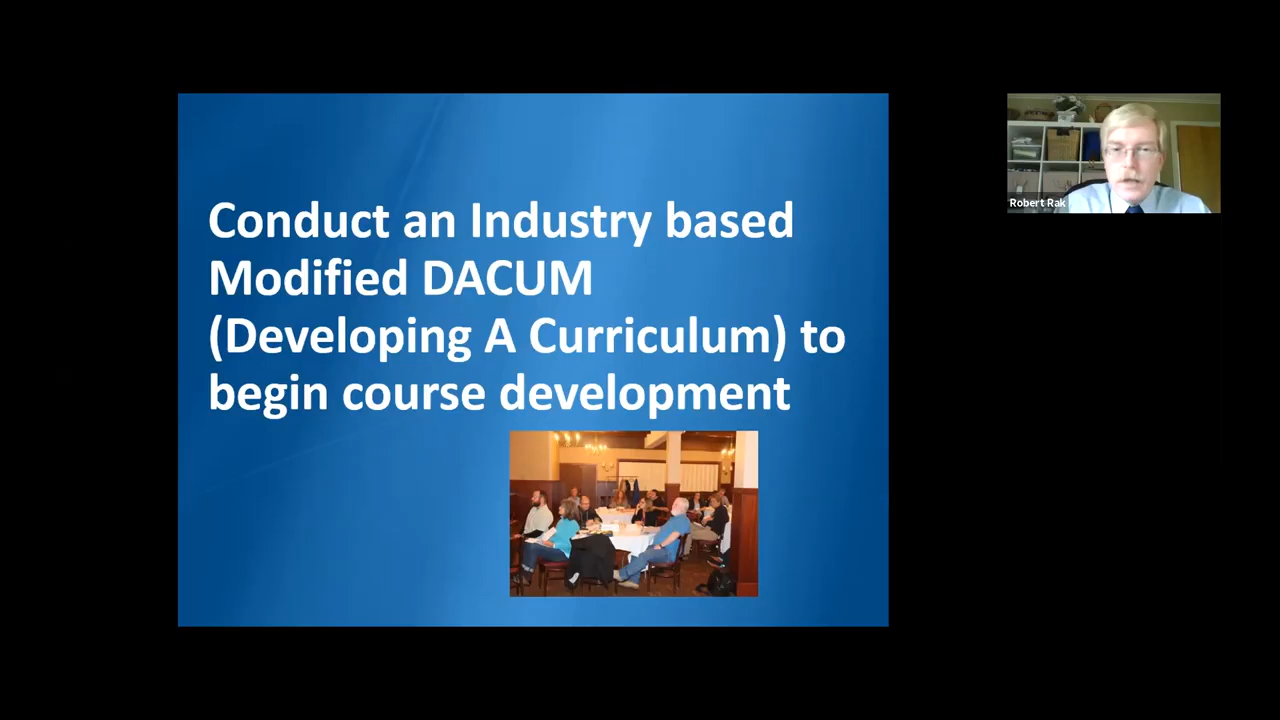 Conduct an Industry based
Modified DACUM
(Developing A Curriculum) to
begin course development
Robert Rak